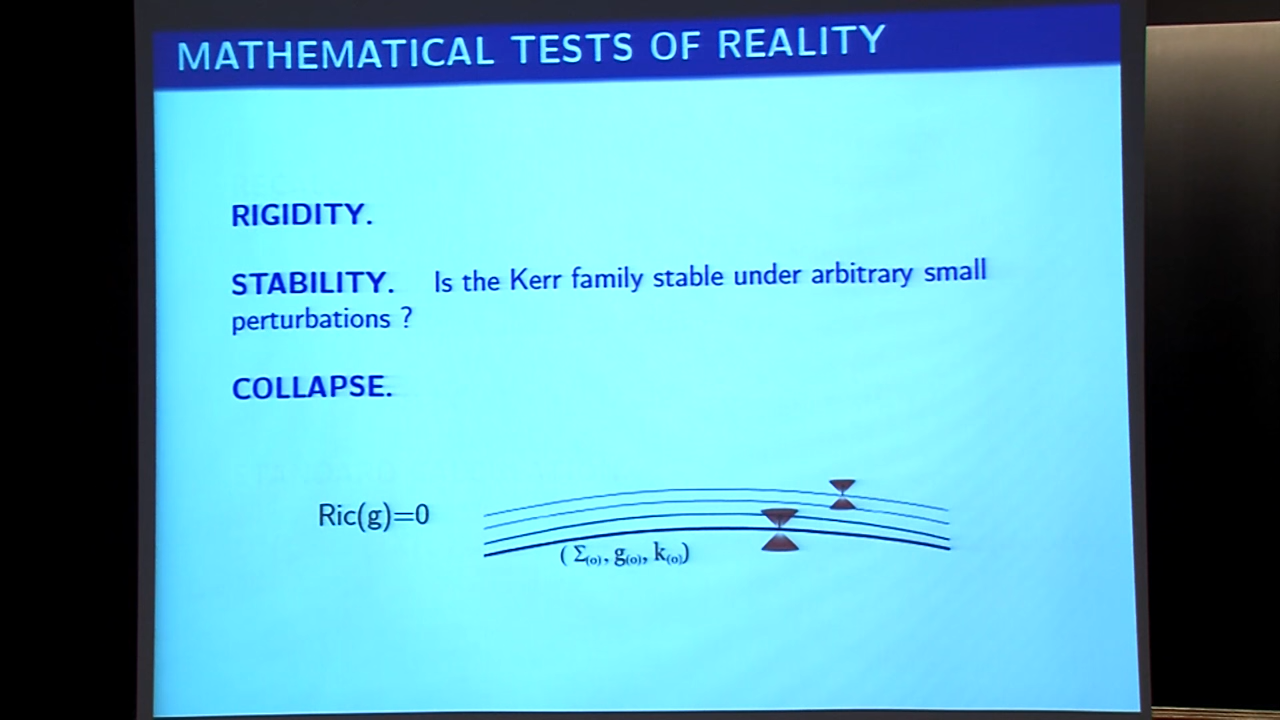 MATHEMATICAL TESTS OF REALITY
RIGIDITY.
STABILITY. Is the Kerr family stable under arbitrary small
perturbations ?
COLLAPSE.
Ric(g)=0
( Σ(o), g(o), k(o))